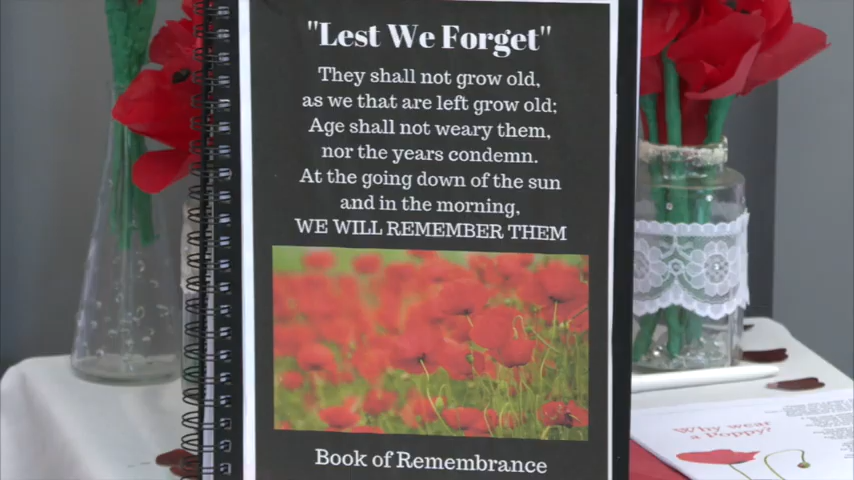 "Lest We Forget"
They shall not grow old,
as we that are left grow old;
Age shall not weary them,
nor the years condemn.
At the going down of the sun
and in the morning,
WE WILL REMEMBER THEM
Book of Remembrance
Why wear
a Poppy?